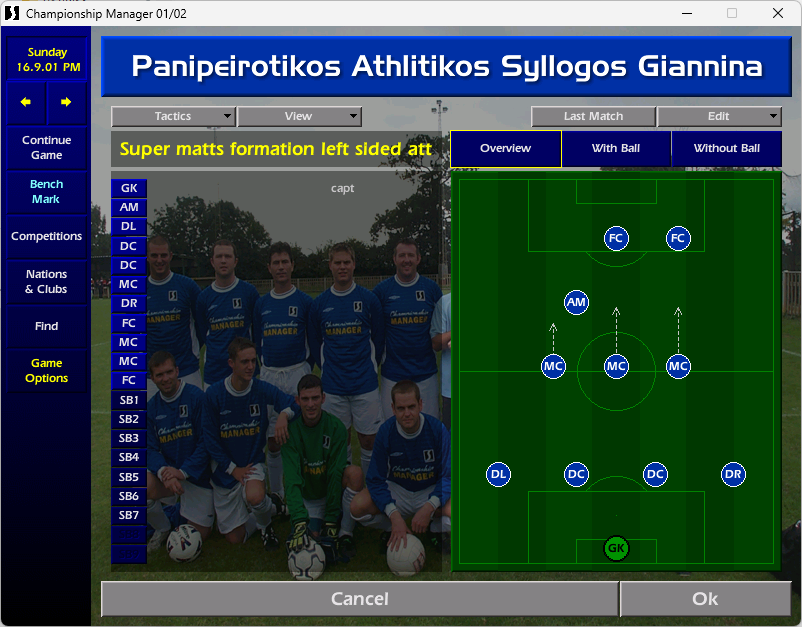 Championship Manager 01/02
Sunday
16.9.01 PM
Continue
Game
Bench
Mark
Competitions
Nations
& Clubs
Find
Game
Options
Panipeirotikos Athlitikos Syllogos Giannina
Tactics
View
Last Match
Edit
Super matts formation left sided att
Overview
With Ball
Without Ball
GK
capt
AM
DL
DC
DC
MC
DR
FC
MC
MC
FC
SB1
SB2
SB3
SB4
SB5
SB6
SB7
FC FC
AM
MC MC MC
DL DC DC DR
GK
Cancel
Ok